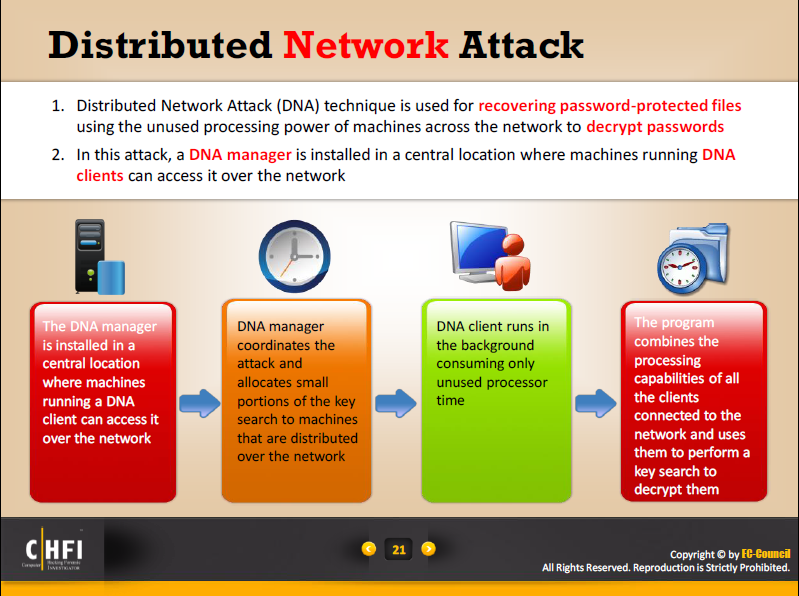 Distributed Network Attack
1. Distributed Network Attack (DNA) technique is used for recovering password-protected files
using the unused processing power of machines across the network to decrypt passwords
2. In this attack, a DNA manager is installed in a central location where machines running DNA
clients can access it over the network
The DNA manager
is installed in a
central location
where machines
running a DNA
client can access it
over the network
DNA manager
coordinates the
attack and
allocates small
portions of the key
search to machines
that are distributed
over the network
DNA client runs in
the background
consuming only
unused processor
time
The program
combines the
processing
capabilities of all
the clients
connected to the
network and uses
them to perform a
key search to
decrypt them
CHFI
Computer Hacking Forensic
INVESTIGATOR
21
Copyright © by EC-Council
All Rights Reserved. Reproduction is Strictly Prohibited.